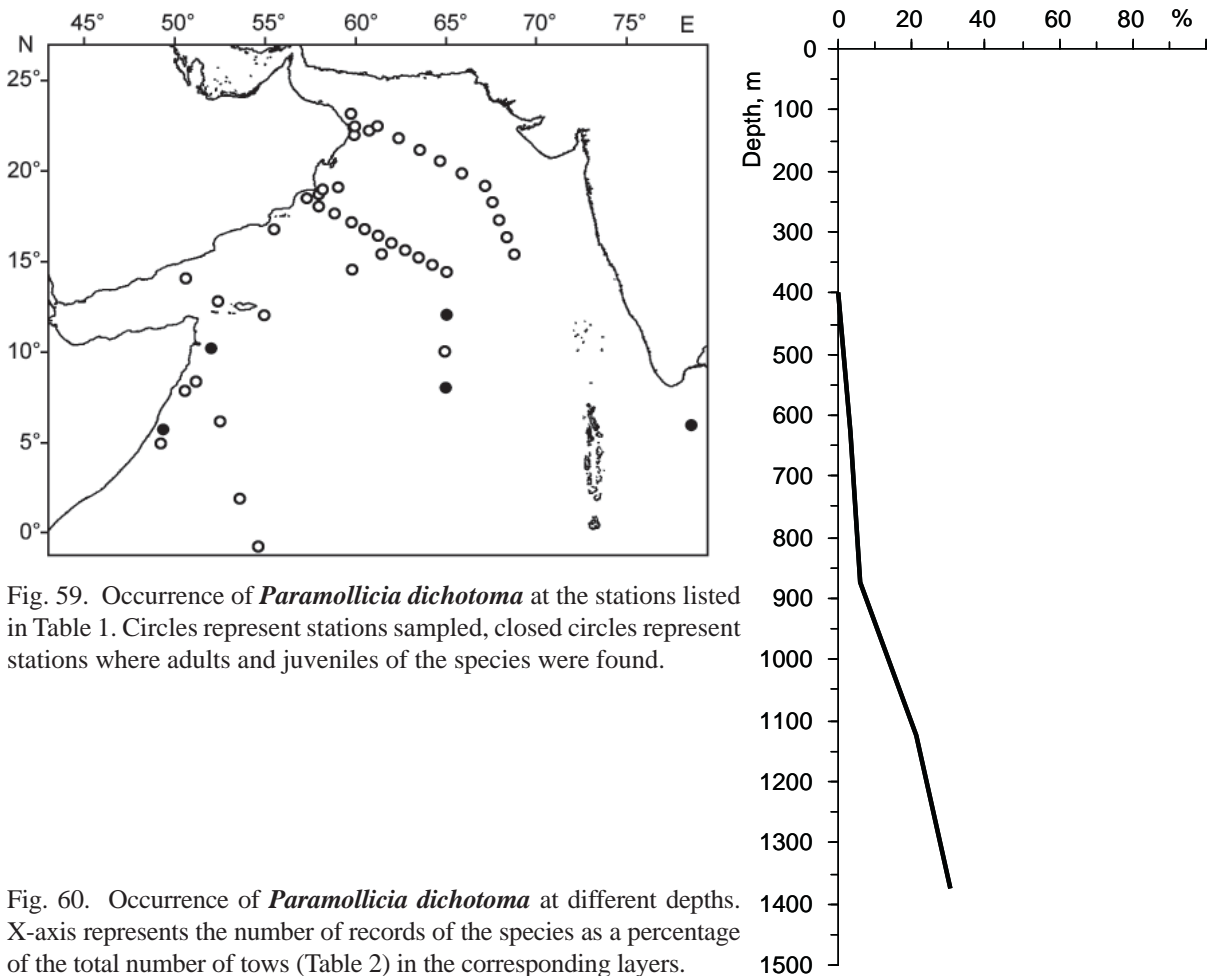 45° 50° 55° 60° 65° 70° 75° E
N
25°
20°
15°
10°
5°
0°
Fig. 59. Occurrence of Paramollicia dichotoma at the stations listed
in Table 1. Circles represent stations sampled, closed circles represent
stations where adults and juveniles of the species were found.
0 20 40 60 80 %
Depth, m
0
100
200
300
400
500
600
700
800
900
1000
1100
1200
1300
1400
1500
Fig. 60. Occurrence of Paramollicia dichotoma at different depths.
X-axis represents the number of records of the species as a percentage
of the total number of tows (Table 2) in the corresponding layers.